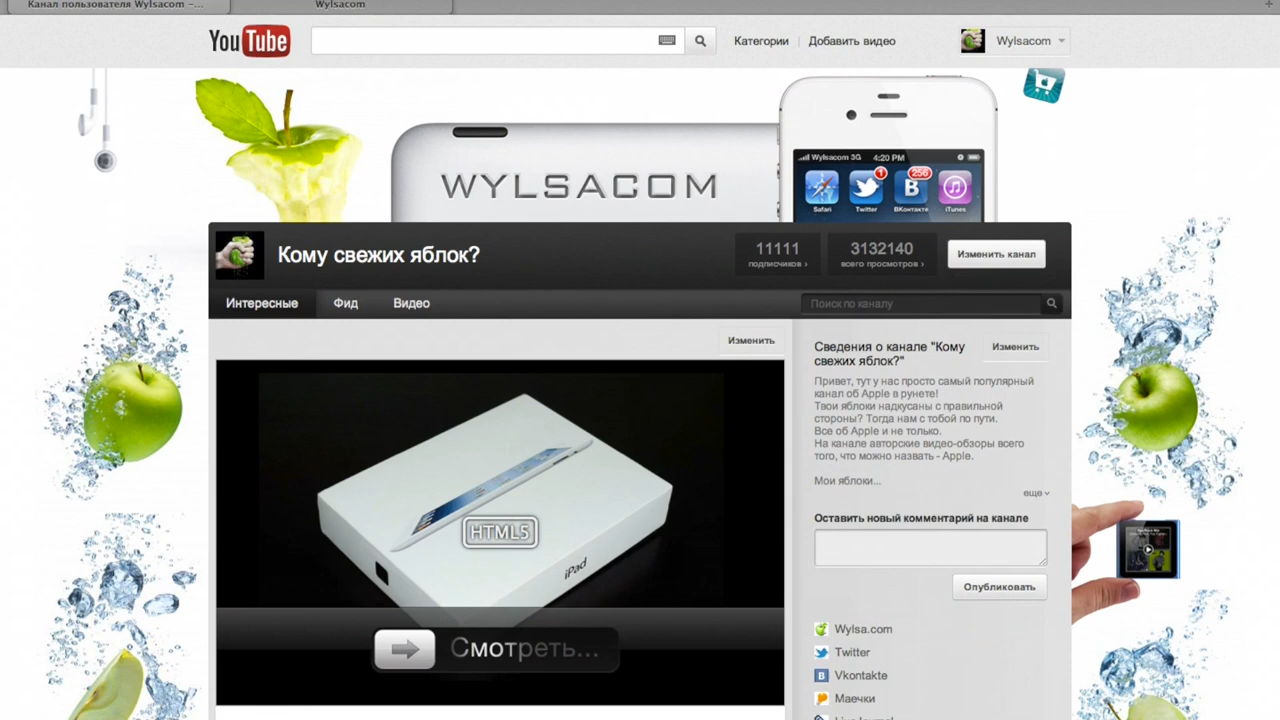 Канал пользователя Wylsacom –...
Wylsacom
YouTube
Категории
Добавить видео
Wylsacom
WYLSACOM
Wylsacom 3G
4:20 PM
1
256
Safari
Twitter
ВКонтакте
iTunes
Кому свежих яблок?
11111
подписчиков ›
3132140
всего просмотров ›
Изменить канал
Интересные
Фид
Видео
Поиск по каналу
Изменить
Сведения о канале "Кому
свежих яблок?"
Изменить
Привет, тут у нас просто самый популярный
канал об Apple в рунете!
Твои яблоки надкусаны с правильной
стороны? Тогда нам с тобой по пути.
Все об Apple и не только.
На канале авторские видео-обзоры всего
того, что можно назвать - Apple.
Мои яблоки...
еще
Оставить новый комментарий на канале
Опубликовать
HTML5
iPad
Смотреть...
Wylsa.com
Twitter
Vkontakte
Маечки